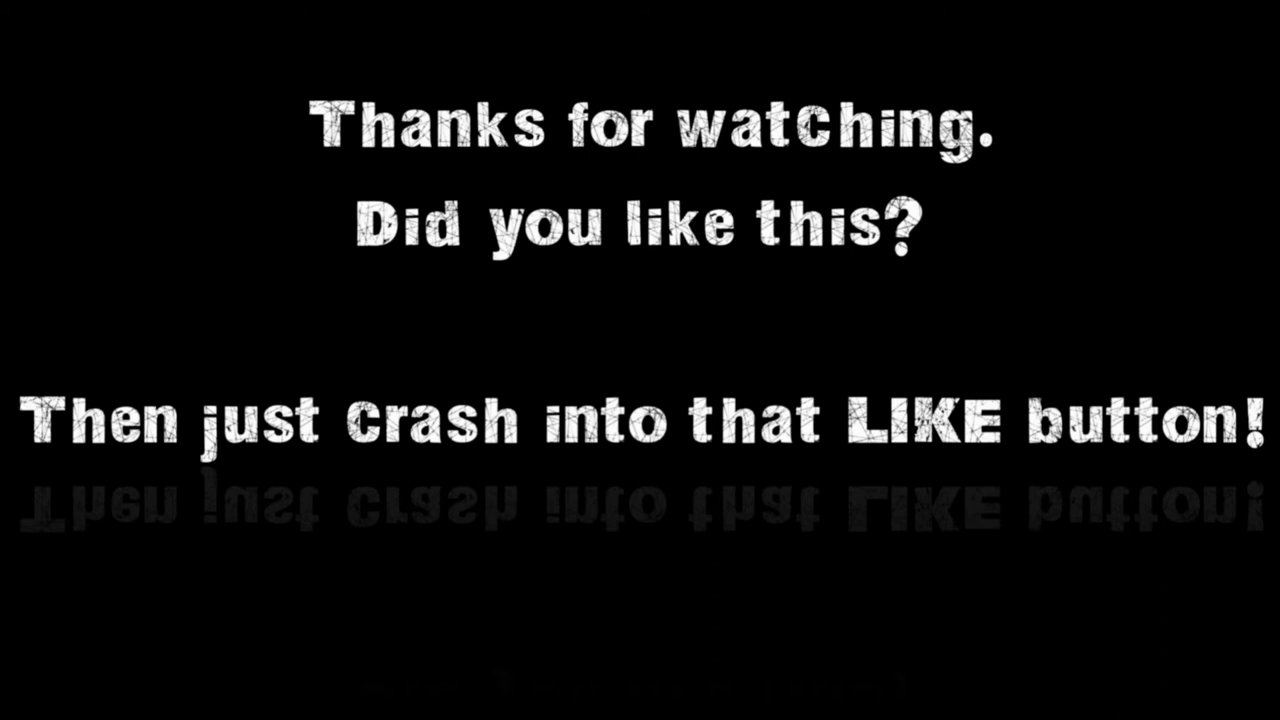 Thanks for watching.
Did you like this?
Then just crash into that LIKE button!